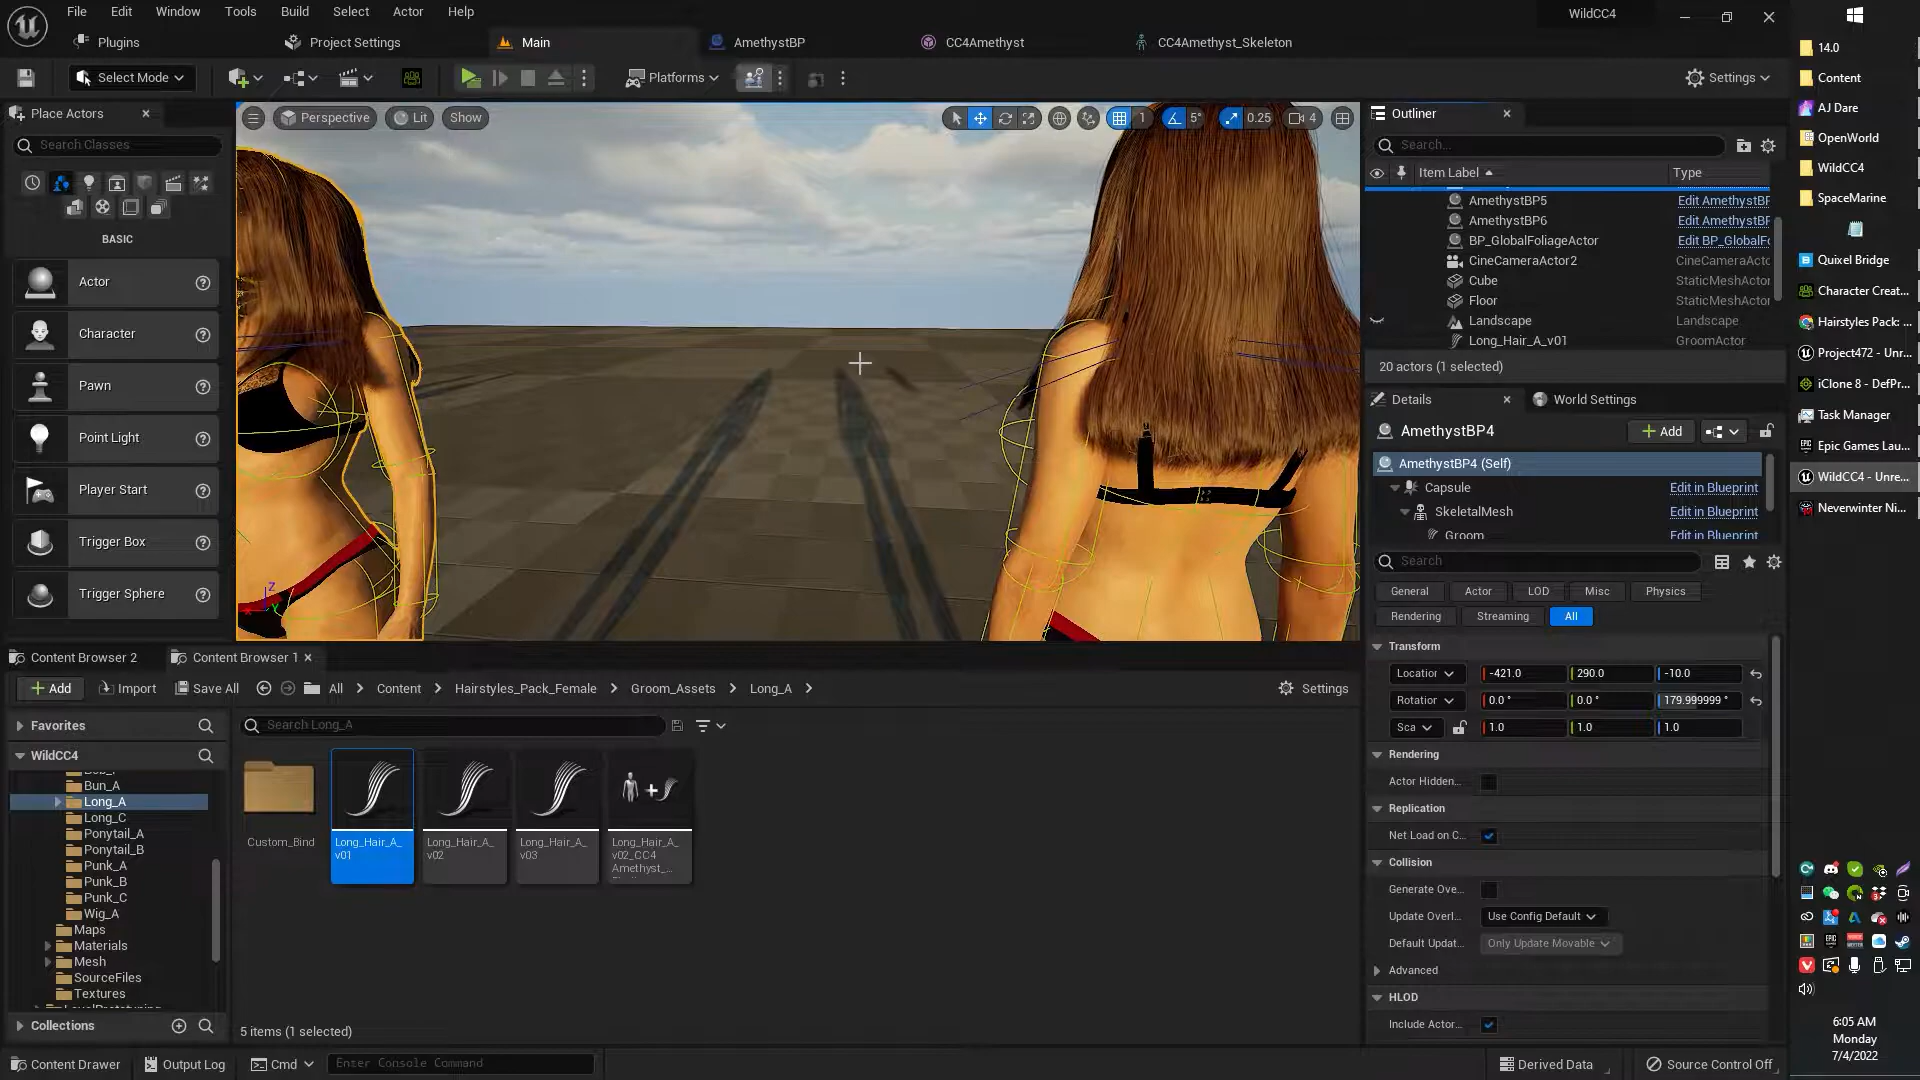 File Edit Window Tools Build Select Actor Help
WildCC4
Plugins
Project Settings
Main
AmethystBP
CC4Amethyst
CC4Amethyst_Skeleton
Select Mode
Platforms
Settings
Place Actors
Search Classes
BASIC
Actor
Character
Pawn
Point Light
Player Start
Trigger Box
Trigger Sphere
Perspective
Lit
Show
1
5°
0.25
4
Outliner
Search...
Item Label
Type
AmethystBP5 Edit AmethystBP
AmethystBP6 Edit AmethystBP
BP_GlobalFoliageActor Edit BP_GlobalFo
CineCameraActor2 CineCameraActo
Cube StaticMeshActor
Floor StaticMeshActor
Landscape Landscape
Long_Hair_A_v01 GroomActor
20 actors (1 selected)
Details
World Settings
AmethystBP4
Add
AmethystBP4 (Self)
Capsule Edit in Blueprint
SkeletalMesh Edit in Blueprint
Groom Edit in Blueprint
Search
General Actor LOD Misc Physics
Rendering Streaming All
Transform
Location -421.0 290.0 -10.0
Rotation 0.0 ° 0.0 ° 179.999999 °
Sca 1.0 1.0 1.0
Rendering
Actor Hidden...
Replication
Net Load on C...
Collision
Generate Ove...
Update Overl... Use Config Default
Default Updat... Only Update Movable
Advanced
HLOD
Include Actor...
Content Browser 2
Content Browser 1
Add Import Save All All Content Hairstyles_Pack_Female Groom_Assets Long_A
Settings
Favorites
Search Long_A
WildCC4
Bun_A
Long_A
Long_C
Ponytail_A
Ponytail_B
Punk_A
Punk_B
Punk_C
Wig_A
Maps
Materials
Mesh
SourceFiles
Textures
Custom_Bind
Long_Hair_A_
v01
Long_Hair_A_
v02
Long_Hair_A_
v03
Long_Hair_A_
v02_CC4
Amethyst_...
Collections
5 items (1 selected)
Content Drawer
Output Log
Cmd
Enter Console Command
Derived Data
Source Control Off
14.0
Content
AJ Dare
OpenWorld
WildCC4
SpaceMarine
Quixel Bridge
Character Creat...
Hairstyles Pack: ...
Project472 - Unr...
iClone 8 - DefPr...
Task Manager
Epic Games Lau...
WildCC4 - Unre...
Neverwinter Ni...
6:05 AM
Monday
7/4/2022